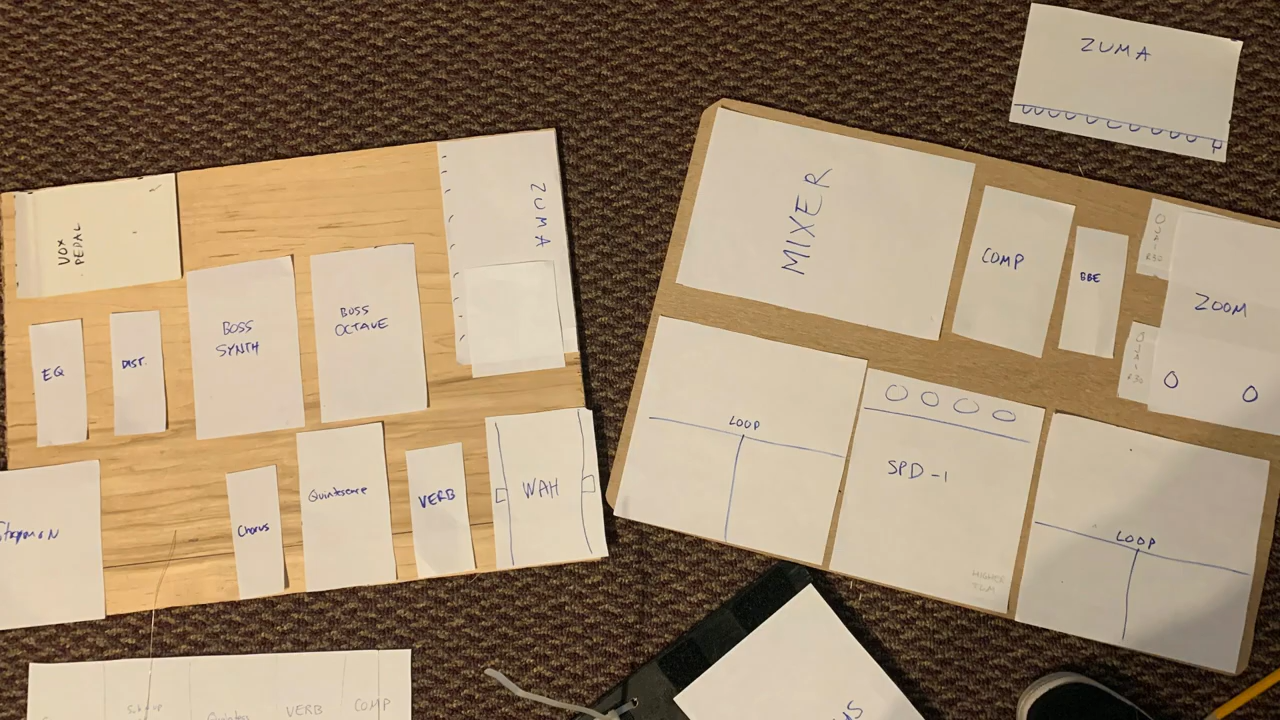 ZUMA
VOX
PEDAL
ZUMA
EQ
DIST.
BOSS
SYNTH
BOSS
OCTAVE
Chorus
Quintessence
VERB
WAH
MIXER
COMP
BBE
ZOOM
LOOP
SPD-1
HIGHER
LOOP
VERB
COMP